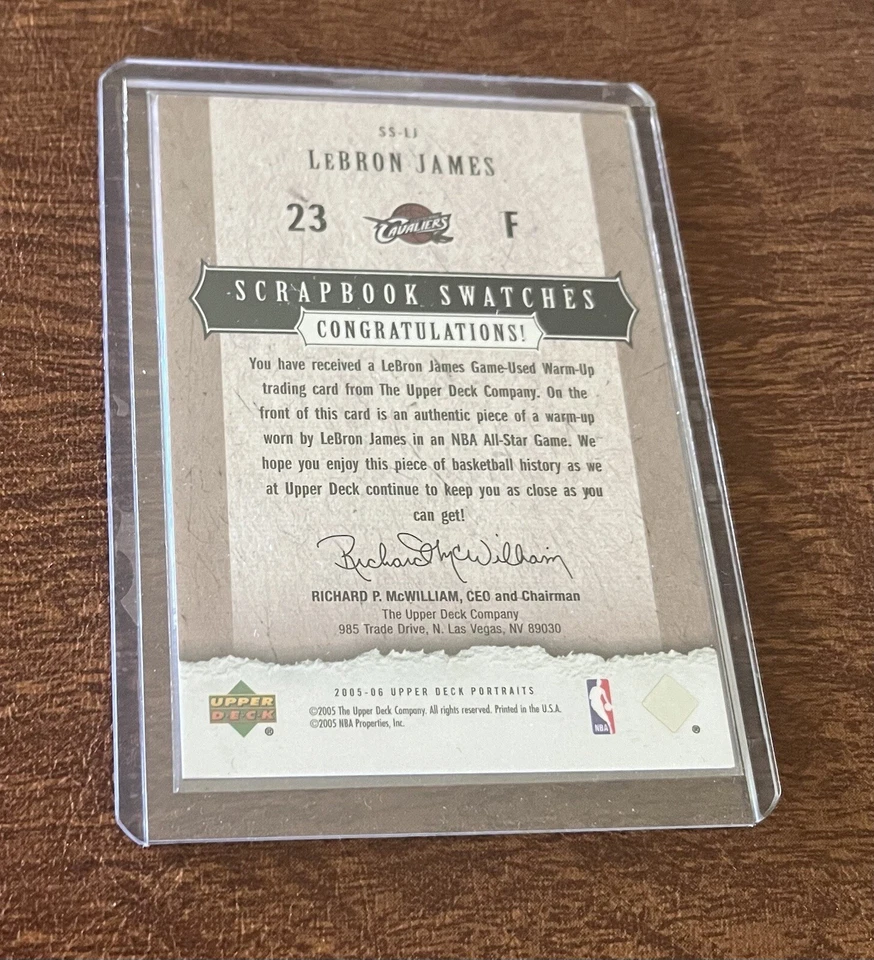 SS-LJ
LEBRON JAMES
23 CAVALIERS F
SCRAPBOOK SWATCHES
CONGRATULATIONS!
You have received a LeBron James Game-Used Warm-Up
trading card from The Upper Deck Company. On the
front of this card is an authentic piece of a warm-up
worn by LeBron James in an NBA All-Star Game. We
hope you enjoy this piece of basketball history as we
at Upper Deck continue to keep you as close as you
can get!
Richard P. McWilliam
RICHARD P. McWILLIAM, CEO and Chairman
The Upper Deck Company
985 Trade Drive, N. Las Vegas, NV 89030
2005-06 UPPER DECK PORTRAITS
UPPER
DECK
®
©2005 The Upper Deck Company. All rights reserved. Printed in the U.S.A.
©2005 NBA Properties, Inc.
NBA
®